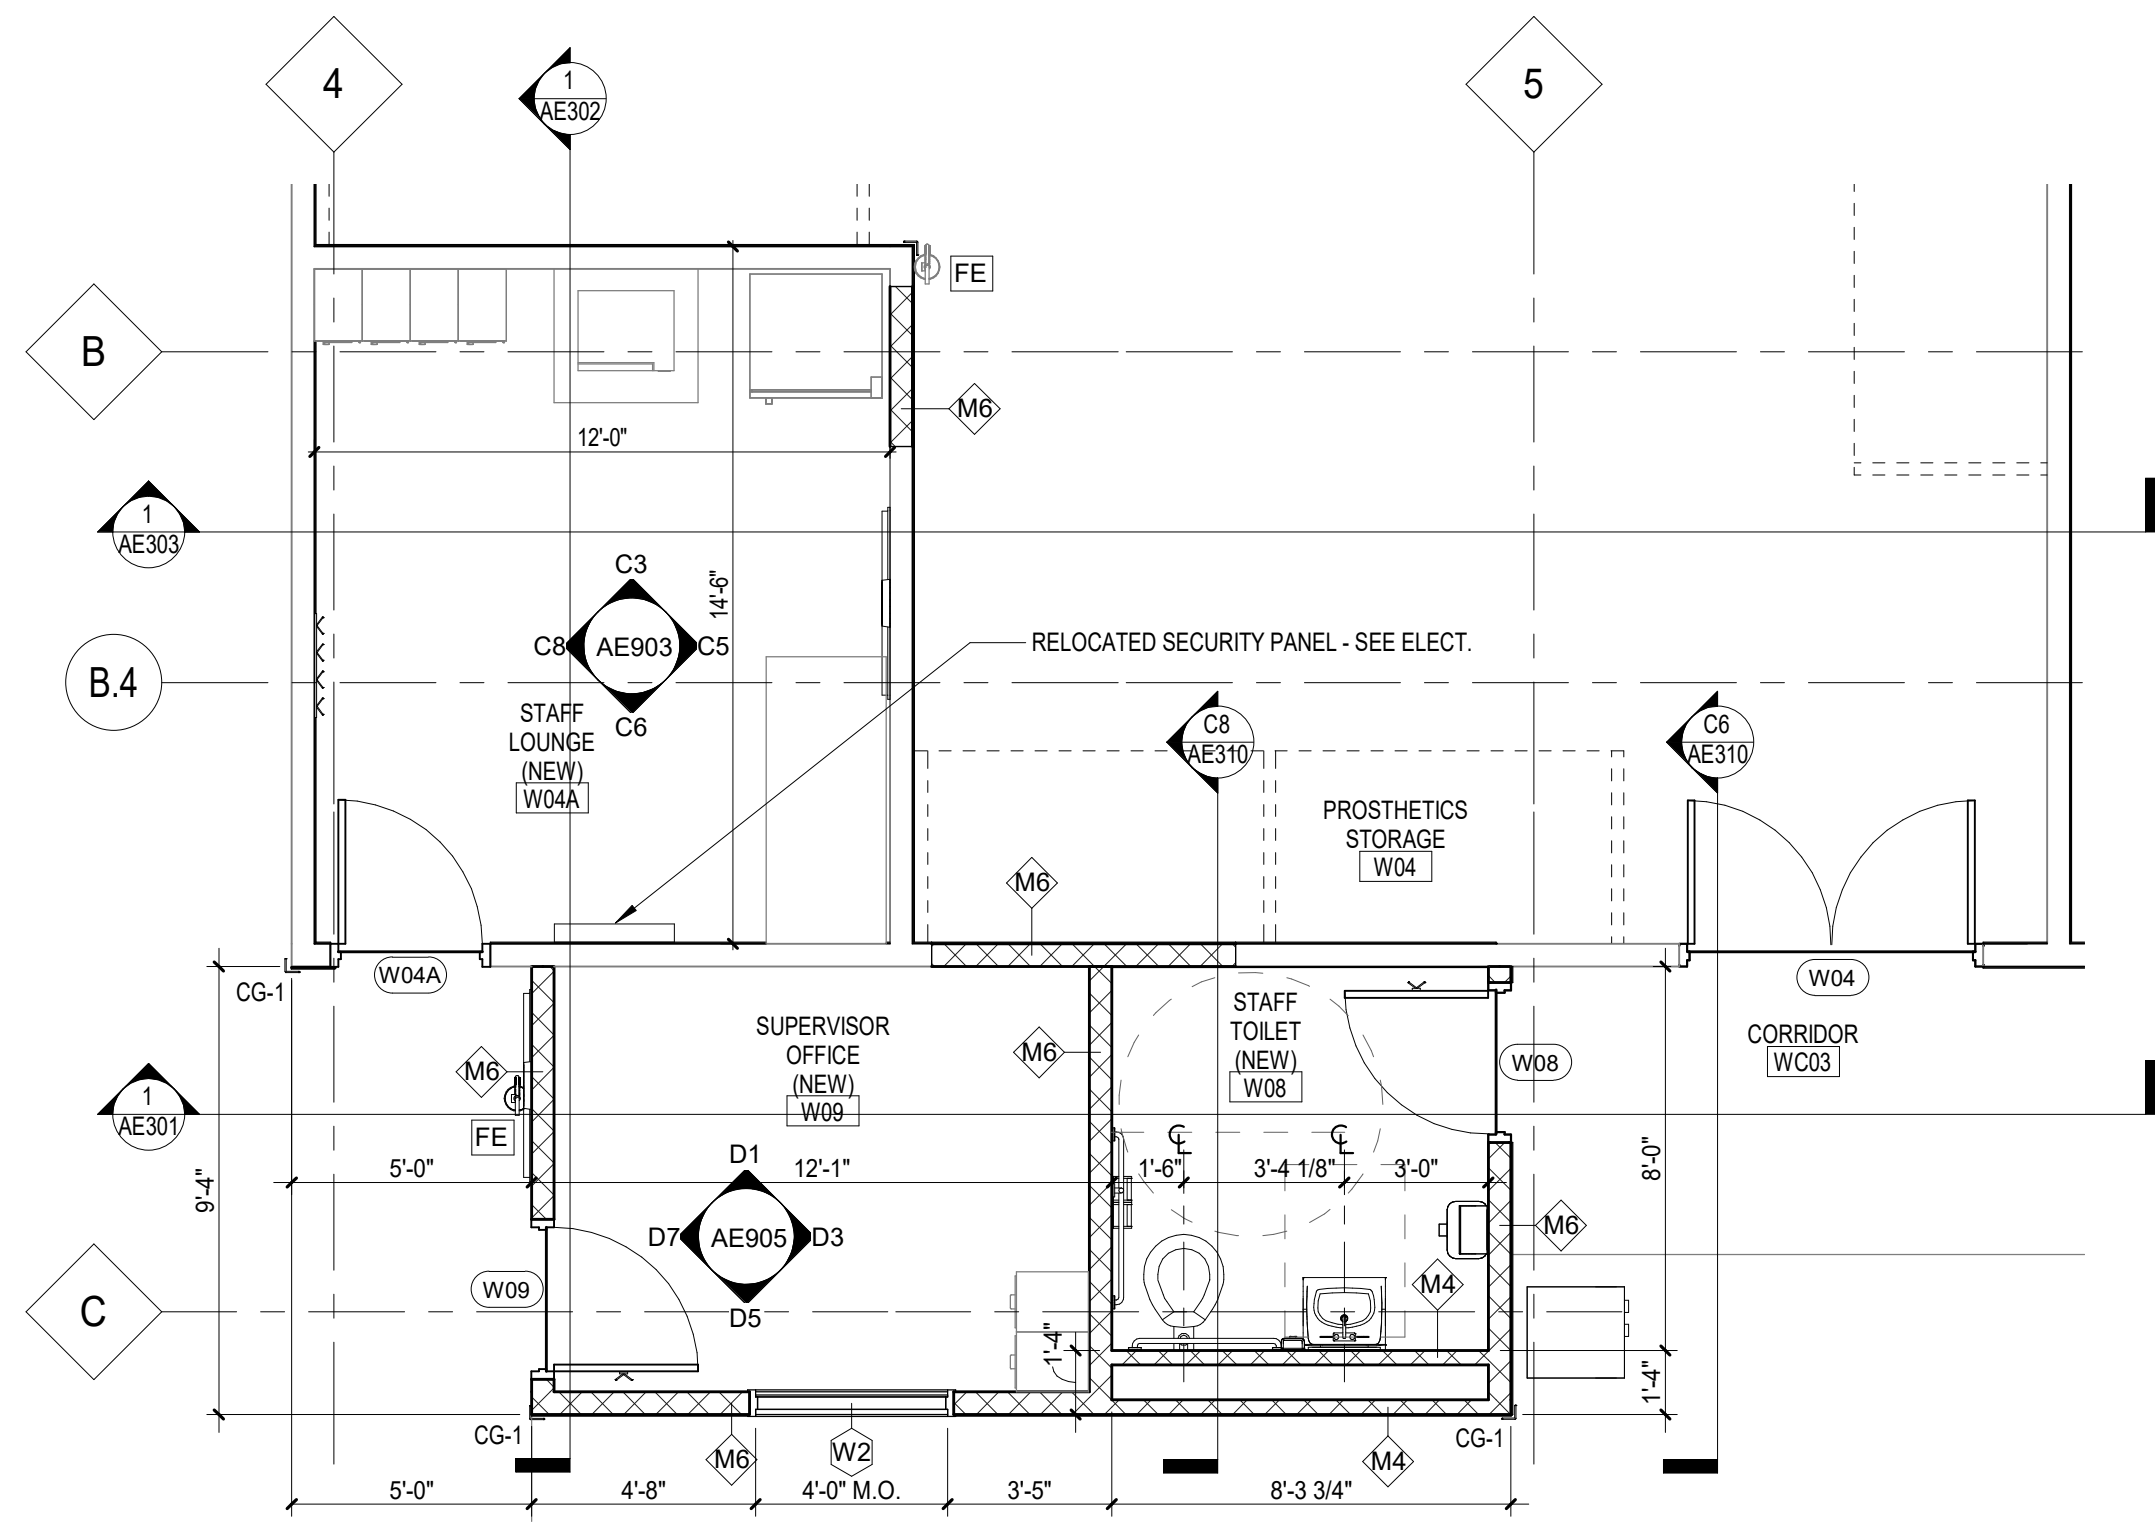 4
1
AE302
5
FE
B
M6
12'-0"
1
AE303
C3
14'-6"
C8
AE903
C5
RELOCATED SECURITY PANEL - SEE ELECT.
B.4
C6
STAFF
LOUNGE
(NEW)
W04A
C8
AE310
C6
AE310
PROSTHETICS
STORAGE
W04
M6
W04A
CG-1
W04
STAFF
TOILET
(NEW)
W08
SUPERVISOR
OFFICE
(NEW)
W09
CORRIDOR
WC03
M6
M6
W08
1
AE301
FE
9'-4"
5'-0"
12'-1"
1'-6"
3'-4 1/8"
3'-0"
8'-0"
D1
D7
AE905
D3
D5
M6
W09
M4
C
1'-4"
1'-4"
CG-1
M6
W2
M4
CG-1
5'-0"
4'-8"
4'-0" M.O.
3'-5"
8'-3 3/4"